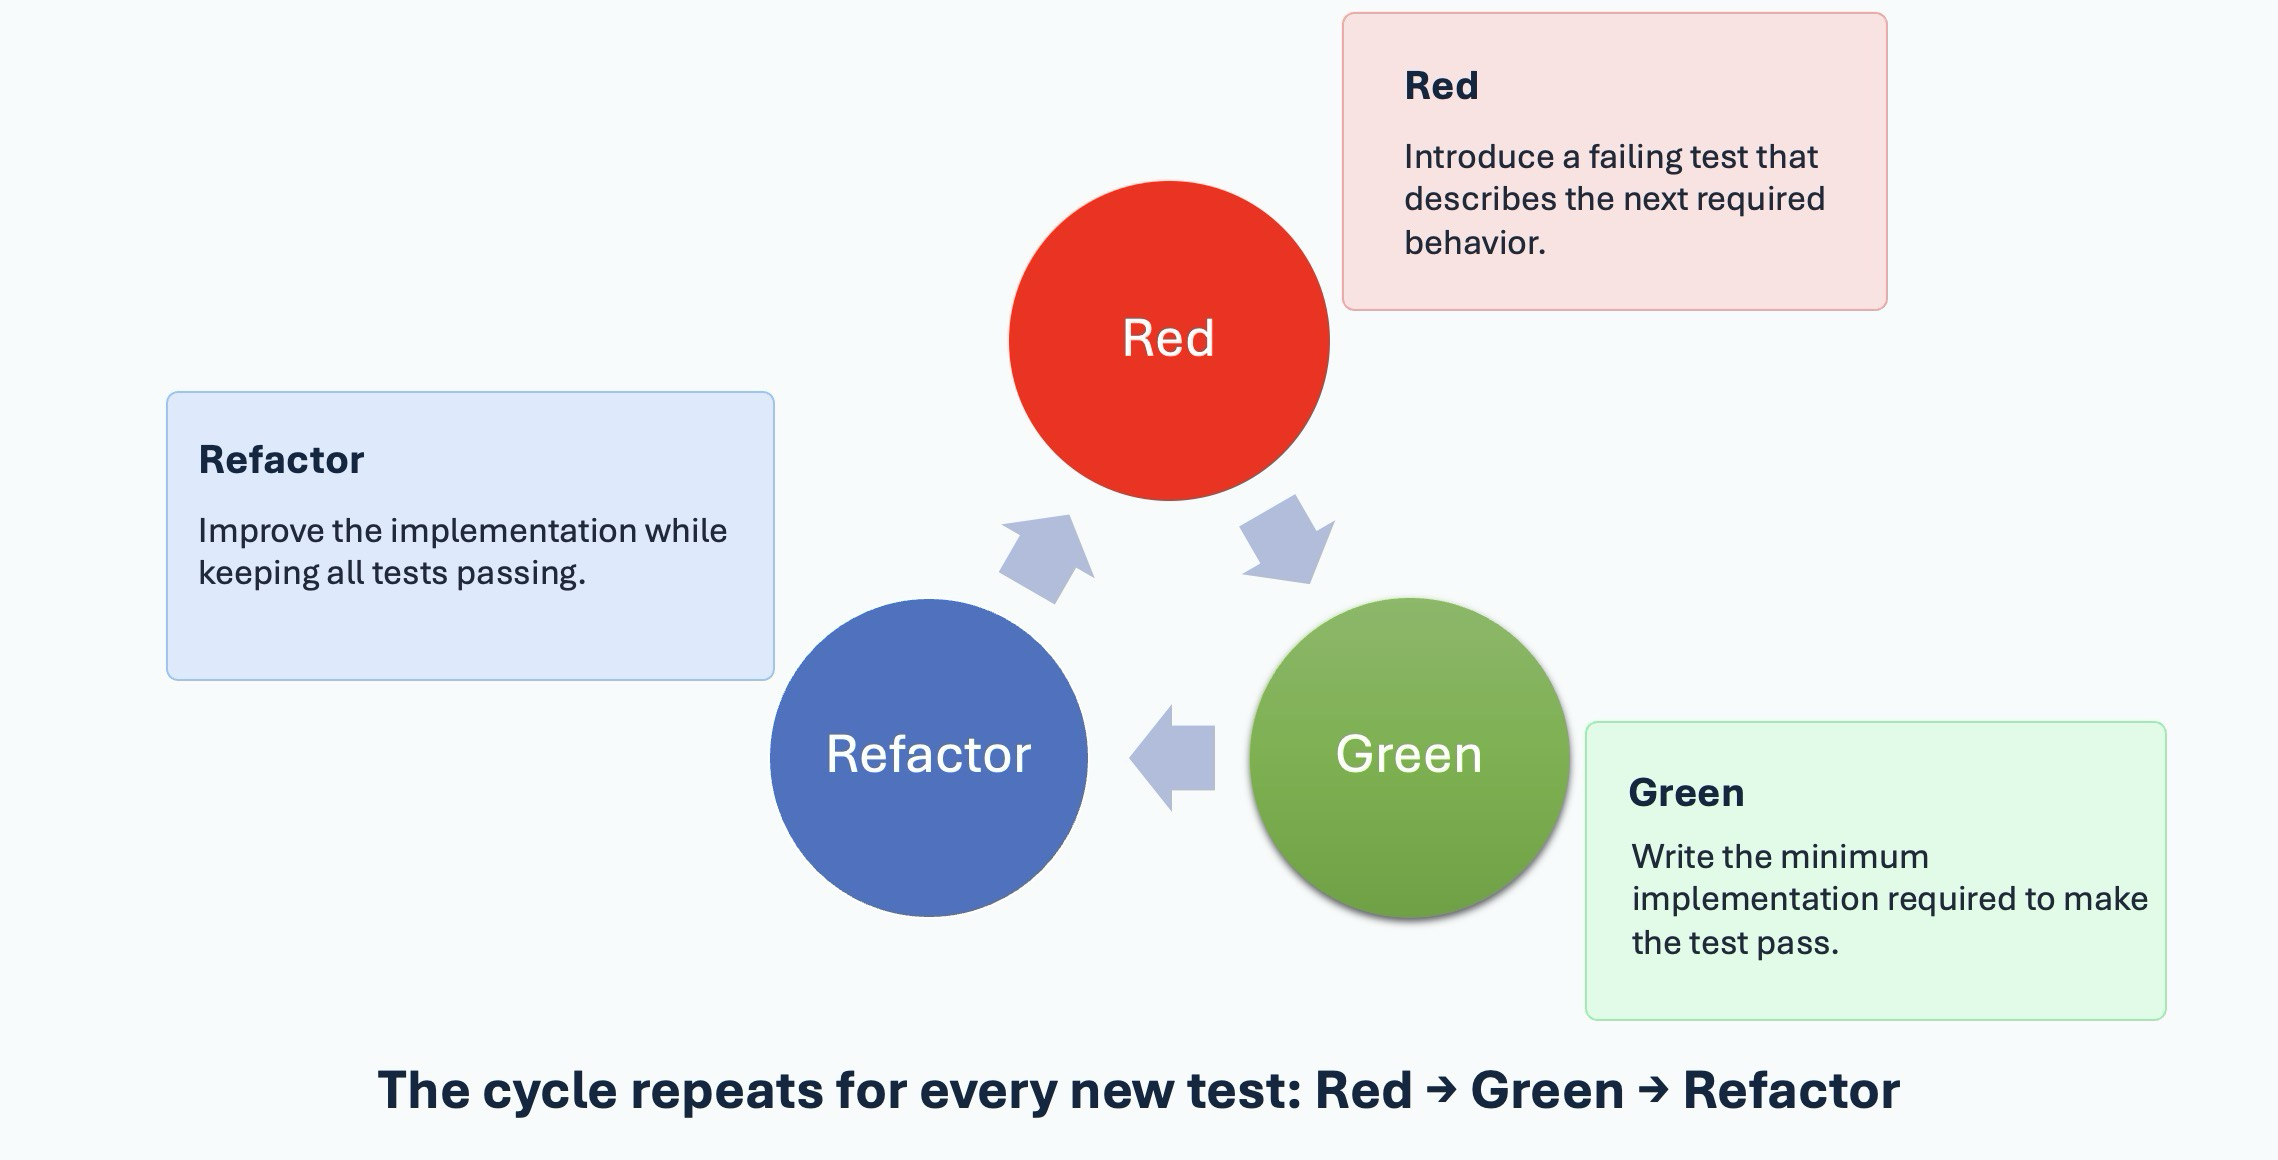 Red
Introduce a failing test that
describes the next required
behavior.
Red
Refactor
Improve the implementation while
keeping all tests passing.
Refactor
Green
Green
Write the minimum
implementation required to make
the test pass.
The cycle repeats for every new test: Red → Green → Refactor